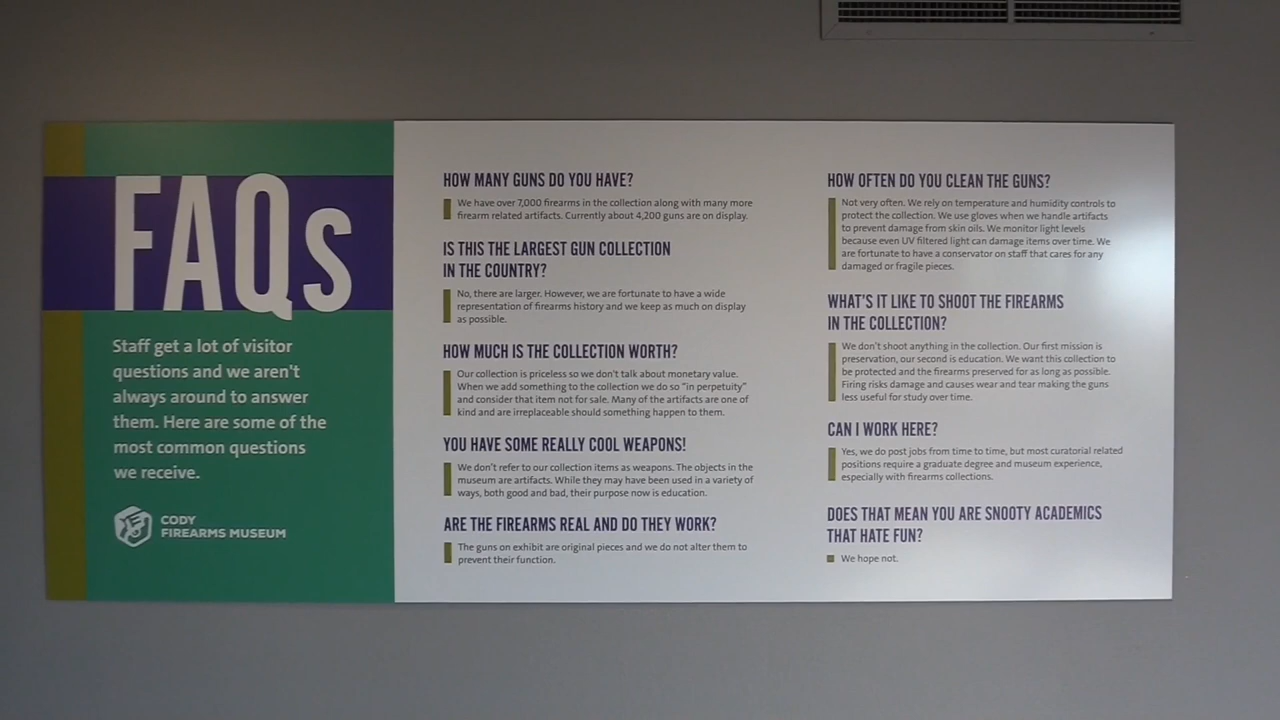 FAQs
Staff get a lot of visitor
questions and we aren't
always around to answer
them. Here are some of the
most common questions
we receive.
CODY
FIREARMS MUSEUM
HOW MANY GUNS DO YOU HAVE?
We have over 7,000 firearms in the collection along with many more
firearm related artifacts. Currently about 4,200 guns are on display.
IS THIS THE LARGEST GUN COLLECTION
IN THE COUNTRY?
No, there are larger. However, we are fortunate to have a wide
representation of firearms history and we keep as much on display
as possible.
HOW MUCH IS THE COLLECTION WORTH?
Our collection is priceless so we don't talk about monetary value.
When we add something to the collection we do so "in perpetuity"
and consider that item not for sale. Many of the artifacts are one of
kind and are irreplaceable should something happen to them.
YOU HAVE SOME REALLY COOL WEAPONS!
We don't refer to our collection items as weapons. The objects in the
museum are artifacts. While they may have been used in a variety of
ways, both good and bad, their purpose now is education.
ARE THE FIREARMS REAL AND DO THEY WORK?
The guns on exhibit are original pieces and we do not alter them to
prevent their function.
HOW OFTEN DO YOU CLEAN THE GUNS?
Not very often. We rely on temperature and humidity controls to
protect the collection. We use gloves when we handle artifacts
to prevent damage from skin oils. We monitor light levels
because even UV filtered light can damage items over time. We
are fortunate to have a conservator on staff that cares for any
damaged or fragile pieces.
WHAT'S IT LIKE TO SHOOT THE FIREARMS
IN THE COLLECTION?
We don't shoot anything in the collection. Our first mission is
preservation, our second is education. We want this collection to
be protected and the firearms preserved for as long as possible.
Firing risks damage and causes wear and tear making the guns
less useful for study over time.
CAN I WORK HERE?
Yes, we do post jobs from time to time, but most curatorial related
positions require a graduate degree and museum experience,
especially with firearms collections.
DOES THAT MEAN YOU ARE SNOOTY ACADEMICS
THAT HATE FUN?
We hope not.